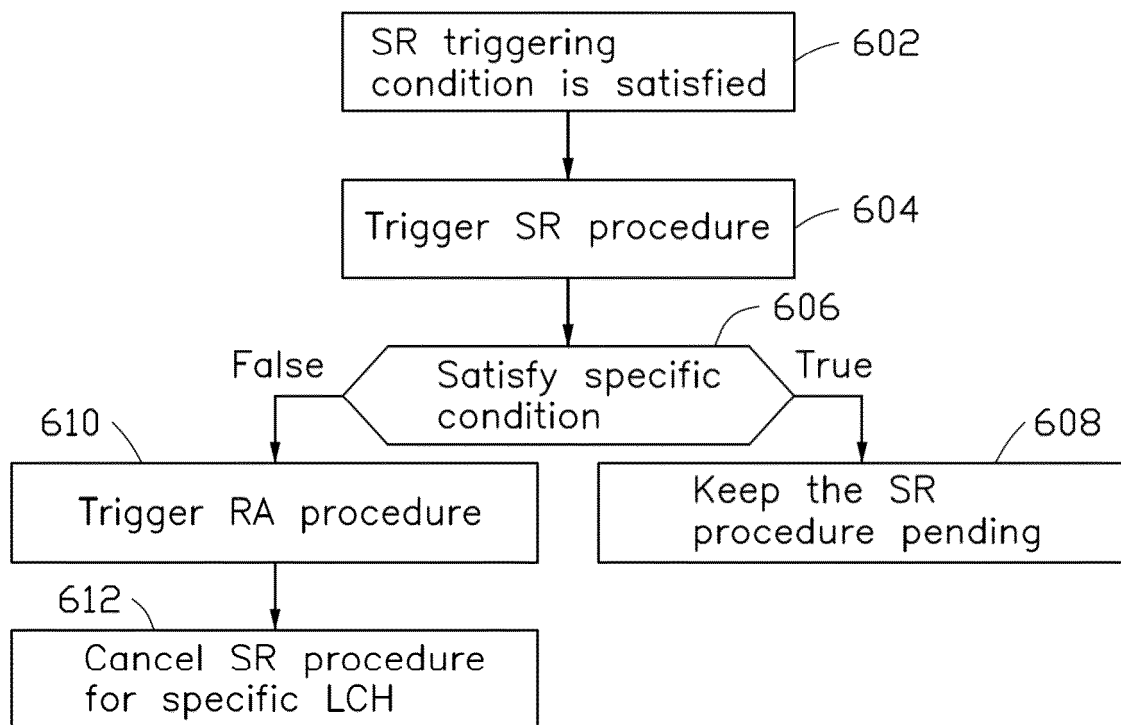 SR triggering
condition is satisfied
602
Trigger SR procedure
604
606
False
Satisfy specific
condition
True
610
608
Trigger RA procedure
Keep the SR
procedure pending
612
Cancel SR procedure
for specific LCH